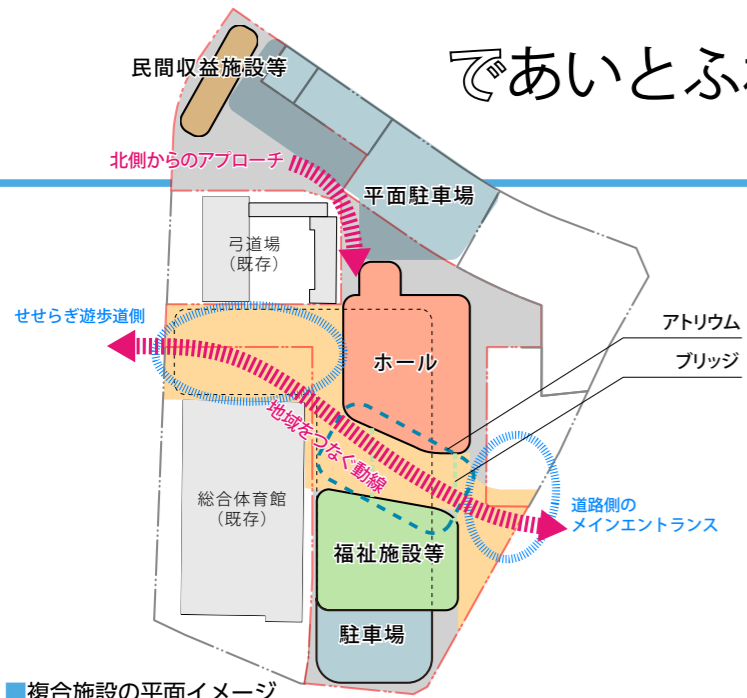 であいとふ
民間収益施設等
北側からのアプローチ
平面駐車場
弓道場
(既存)
せせらぎ遊歩道側
アトリウム
ホール
ブリッジ
地域をつなぐ動線
総合体育館
(既存)
道路側の
メインエントランス
福祉施設等
駐車場
■複合施設の平面イメージ